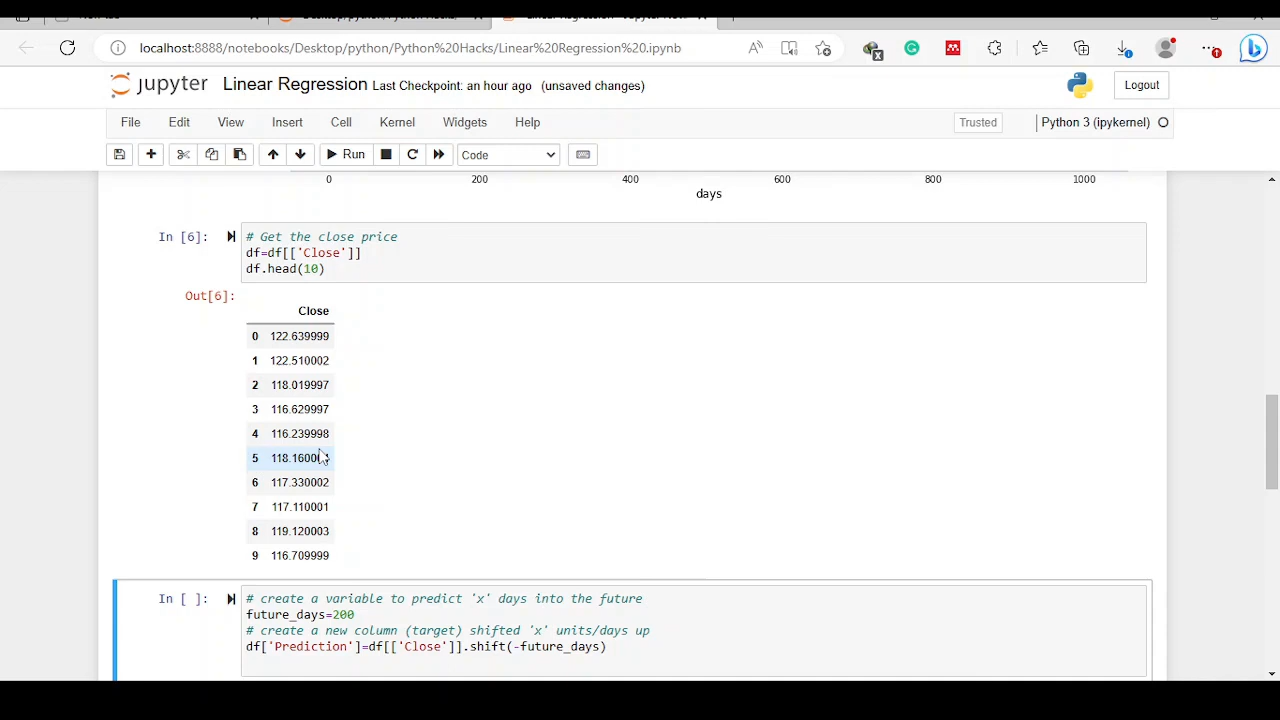 localhost:8888/notebooks/Desktop/python/Python%20Hacks/Linear%20Regression%20.ipynb
jupyter Linear Regression Last Checkpoint: an hour ago (unsaved changes)
Logout
File Edit View Insert Cell Kernel Widgets Help
Trusted
Python 3 (ipykernel)
Run
Code
0 200 400 600 800 1000
days
In [6]:
# Get the close price
df=df[['Close']]
df.head(10)
Out[6]:
Close
0 122.639999
1 122.510002
2 118.019997
3 116.629997
4 116.239998
5
6 117.330002
7 117.110001
8 119.120003
9 116.709999
In [ ]:
# create a variable to predict 'x' days into the future
future_days=200
# create a new column (target) shifted 'x' units/days up
df['Prediction']=df[['Close']].shift(-future_days)